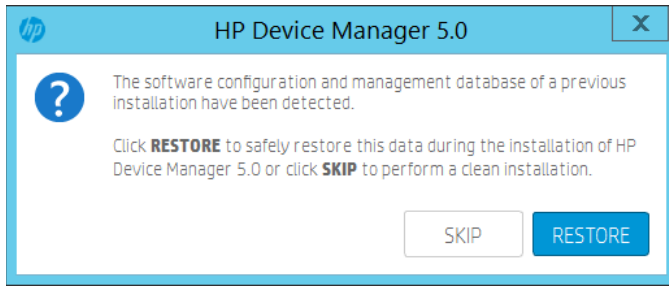 hp
HP Device Manager 5.0
X
?
The software configuration and management database of a previous
installation have been detected.
Click RESTORE to safely restore this data during the installation of HP
Device Manager 5.0 or click SKIP to perform a clean installation.
SKIP
RESTORE